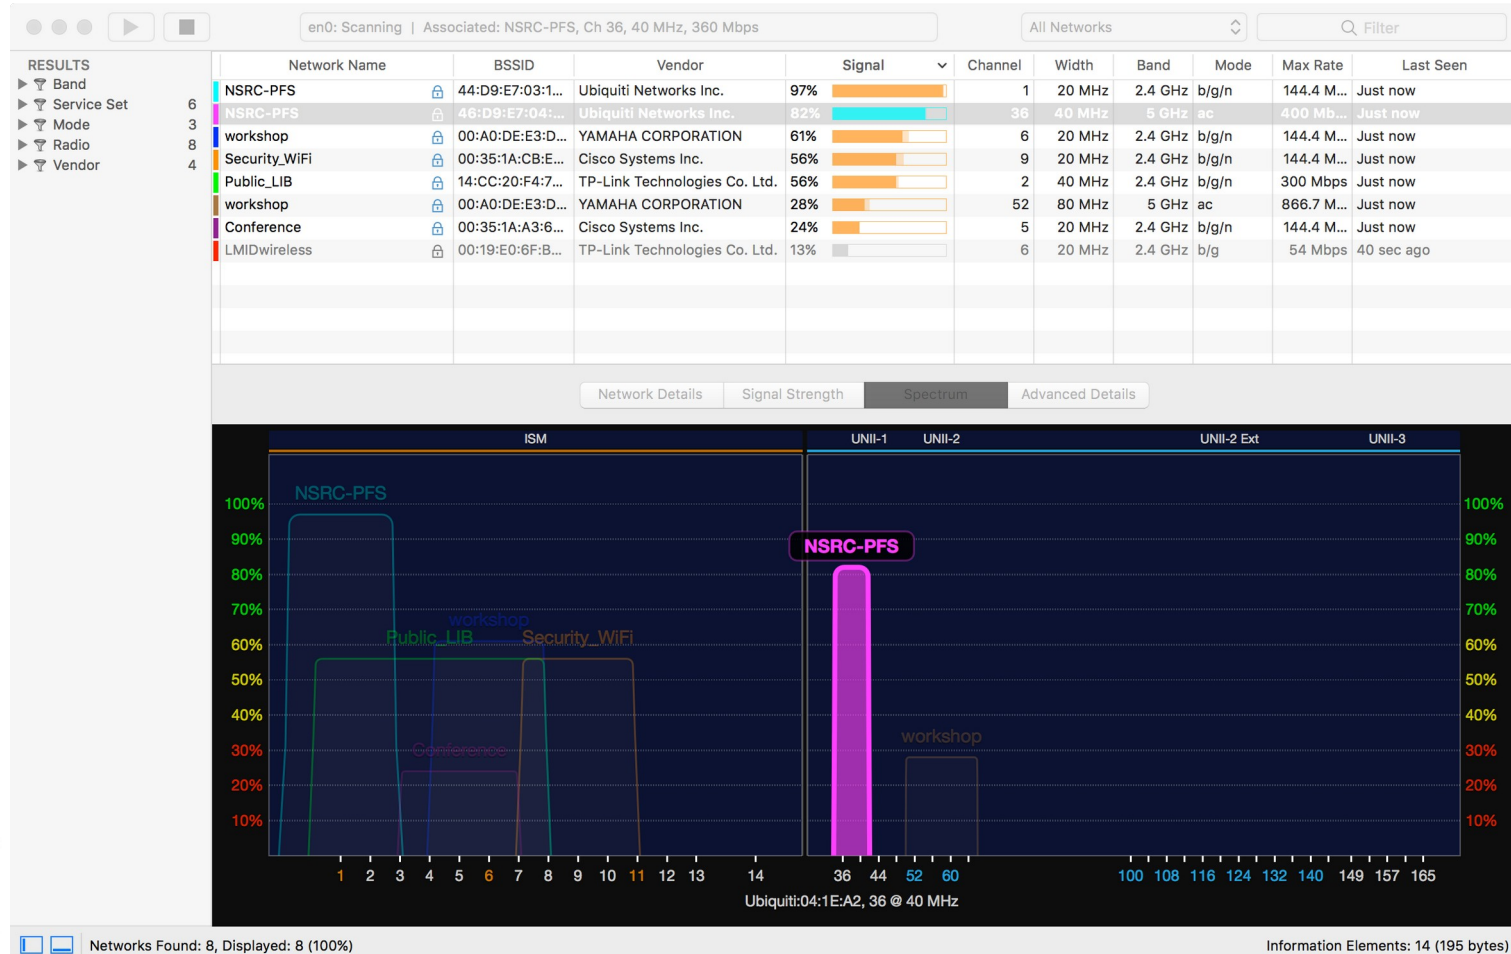 en0: Scanning | Associated: NSRC-PFS, Ch 36, 40 MHz, 360 Mbps
All Networks
Filter
RESULTS
Band
Service Set 6
Mode 3
Radio 8
Vendor 4
Network Name BSSID Vendor Signal Channel Width Band Mode Max Rate Last Seen
NSRC-PFS 44:D9:E7:03:1... Ubiquiti Networks Inc. 97% 1 20 MHz 2.4 GHz b/g/n 144.4 M... Just now
NSRC-PFS 46:D9:E7:04:... Ubiquiti Networks Inc. 82% 36 40 MHz 5 GHz ac 400 Mb... Just now
workshop 00:A0:DE:E3:D... YAMAHA CORPORATION 61% 6 20 MHz 2.4 GHz b/g/n 144.4 M... Just now
Security_WiFi 00:35:1A:CB:E... Cisco Systems Inc. 56% 9 20 MHz 2.4 GHz b/g/n 144.4 M... Just now
Public_LIB 14:CC:20:F4:7... TP-Link Technologies Co. Ltd. 56% 2 40 MHz 2.4 GHz b/g/n 300 Mbps Just now
workshop 00:A0:DE:E3:D... YAMAHA CORPORATION 28% 52 80 MHz 5 GHz ac 866.7 M... Just now
Conference 00:35:1A:A3:6... Cisco Systems Inc. 24% 5 20 MHz 2.4 GHz b/g/n 144.4 M... Just now
LMIDwireless 00:19:E0:6F:B... TP-Link Technologies Co. Ltd. 13% 6 20 MHz 2.4 GHz b/g 54 Mbps 40 sec ago
Network Details Signal Strength Spectrum Advanced Details
ISM UNII-1 UNII-2 UNII-2 Ext UNII-3
NSRC-PFS
100% 100%
90% NSRC-PFS 90%
80% 80%
70% 70%
workshop
Public_LIB Security_WiFi
60% 60%
50% 50%
40% 40%
workshop
30% Conference 30%
20% 20%
10% 10%
1 2 3 4 5 6 7 8 9 10 11 12 13 14 36 44 52 60 100 108 116 124 132 140 149 157 165
Ubiquiti:04:1E:A2, 36 @ 40 MHz
Networks Found: 8, Displayed: 8 (100%)
Information Elements: 14 (195 bytes)